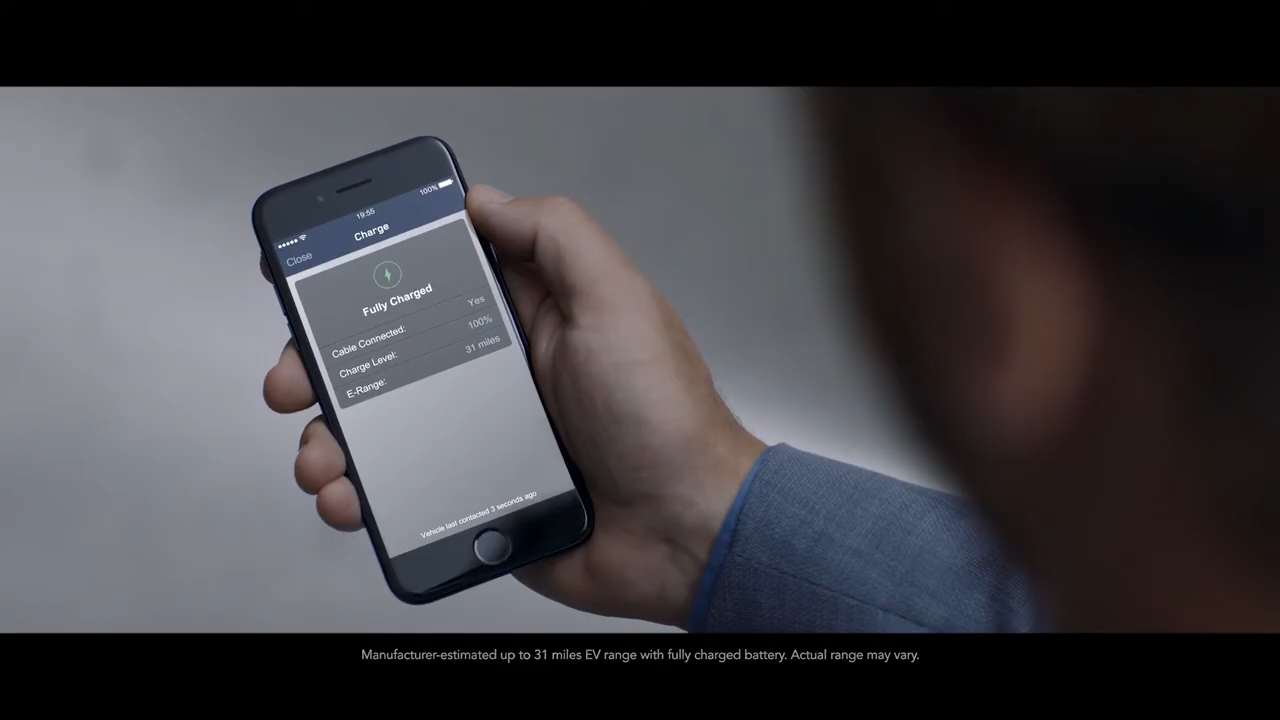 100%
19:55
Charge
Close
Fully Charged
Cable Connected: Yes
Charge Level: 100%
E-Range: 31 miles
Vehicle last contacted 3 seconds ago
Manufacturer-estimated up to 31 miles EV range with fully charged battery. Actual range may vary.